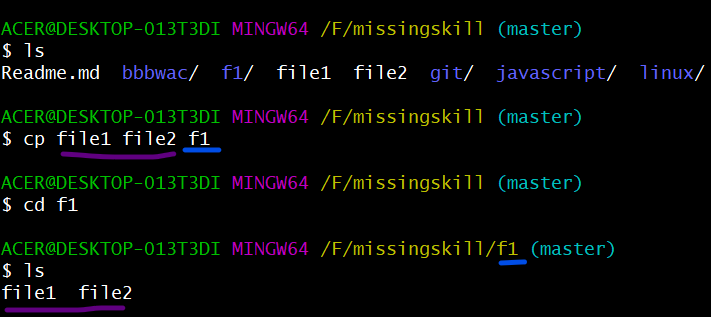 ACER@DESKTOP-013T3DI MINGW64 /F/missingskill (master)
$ ls
Readme.md  bbbwac/  f1/  file1  file2  git/  javascript/  linux/
ACER@DESKTOP-013T3DI MINGW64 /F/missingskill (master)
$ cp file1 file2 f1
ACER@DESKTOP-013T3DI MINGW64 /F/missingskill (master)
$ cd f1
ACER@DESKTOP-013T3DI MINGW64 /F/missingskill/f1 (master)
$ ls
file1  file2